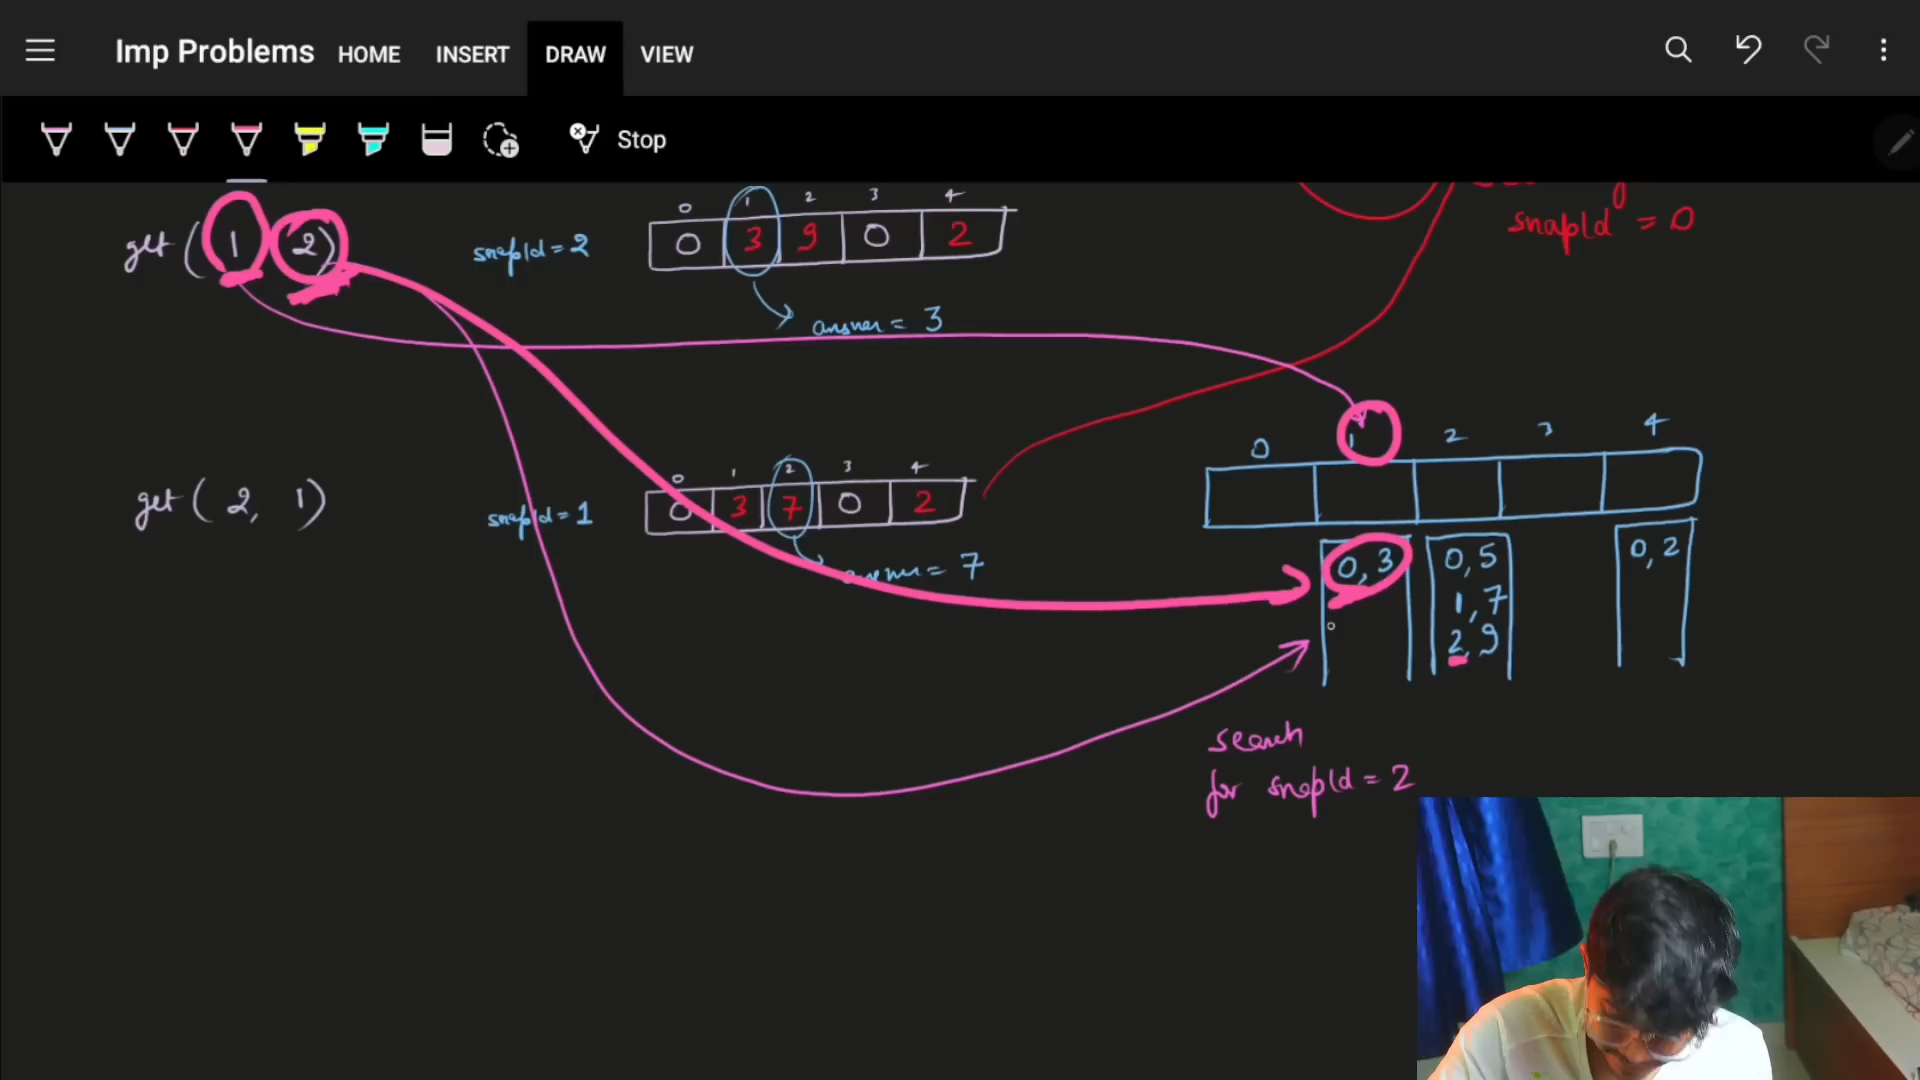 Imp Problems HOME INSERT DRAW VIEW
Stop
snapId = 0
get ( 1, 2) snapId = 2
0 1 2 3 4
0 3 9 0 2
answer = 3
get ( 2, 1) snapId = 1
0 1 2 3 4
0 3 7 0 2
answer = 7
0 1 2 3 4
0, 3 0, 5 0, 2
1, 7
2, 9
search
for snapId = 2